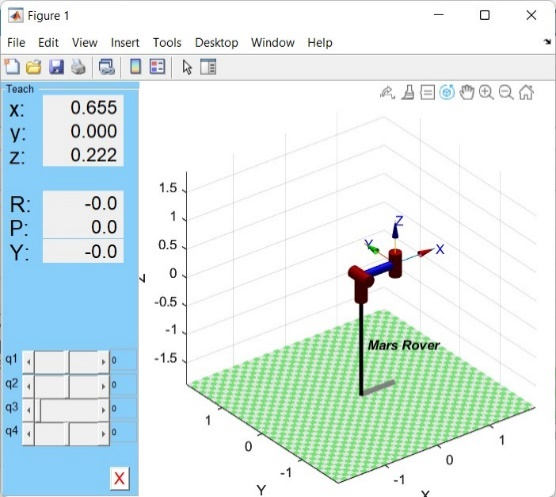 Figure 1
File Edit View Insert Tools Desktop Window Help
Teach
x: 0.655
y: 0.000
z: 0.222
R: -0.0
P: 0.0
Y: -0.0
q1 0
q2 0
q3 0
q4 0
X
1.5
1
0.5
0
-0.5
-1
-1.5
Z
Y
X
Mars Rover
1
0
-1
Y
-1
0
1
X